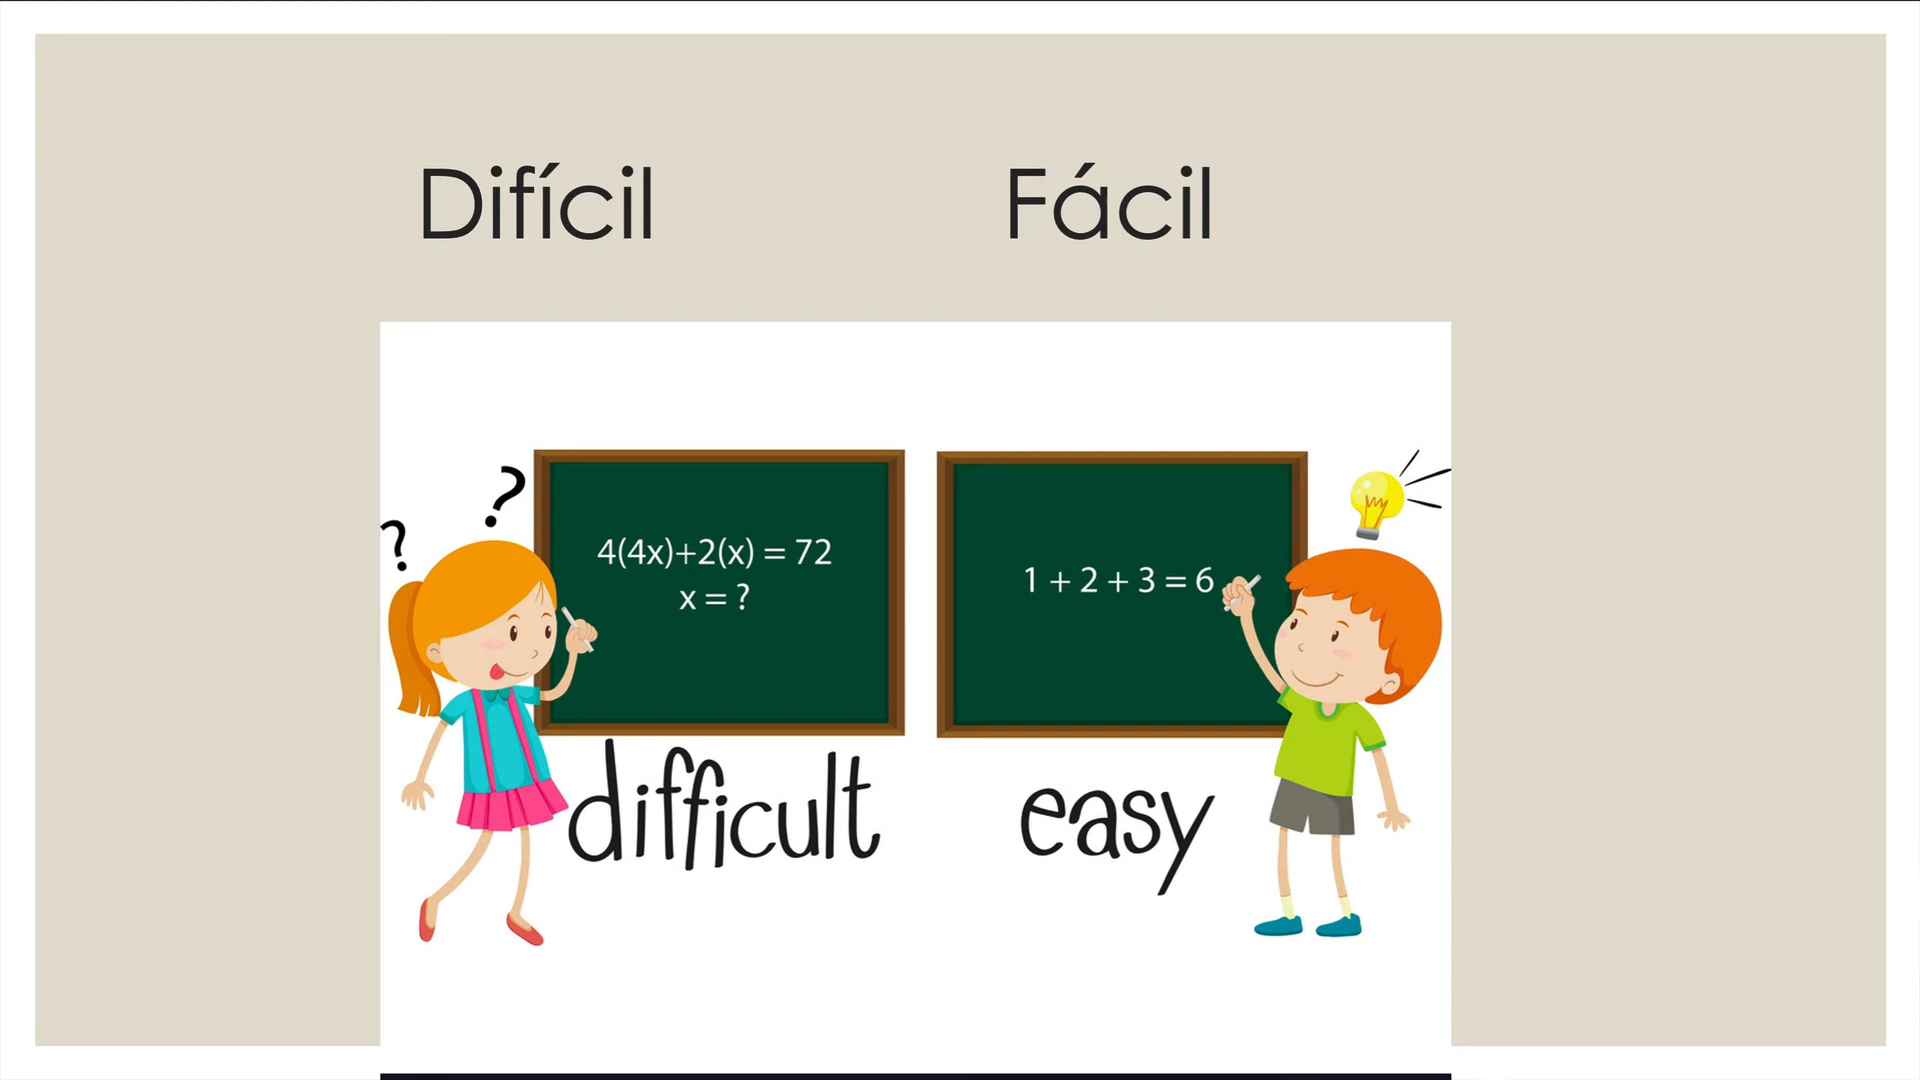 Difícil Fácil
? ?
4(4x)+2(x) = 72
x = ?
1 + 2 + 3 = 6
difficult easy